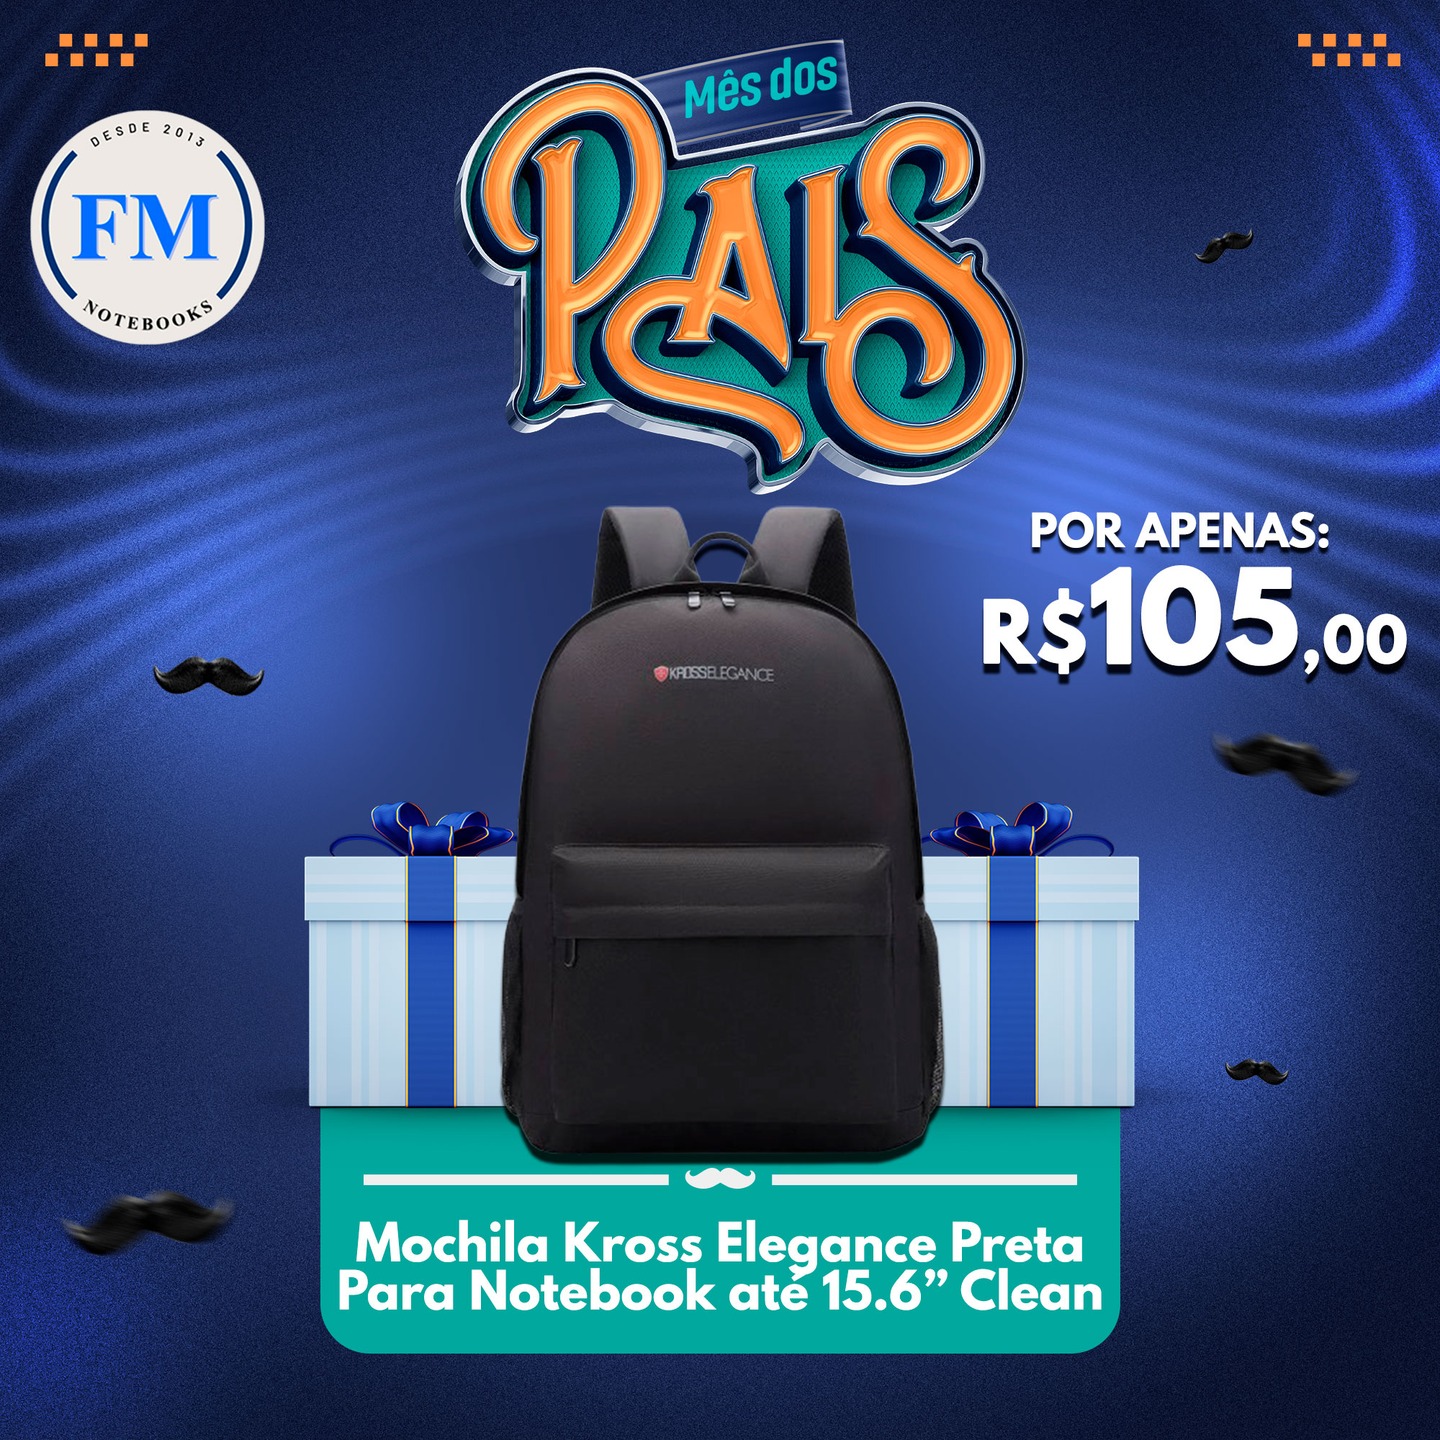 Mês dos
PAIS
DESDE 2013
FM
NOTEBOOKS
POR APENAS:
R$105,00
KROSSELEGANCE
Mochila Kross Elegance Preta
Para Notebook até 15.6” Clean